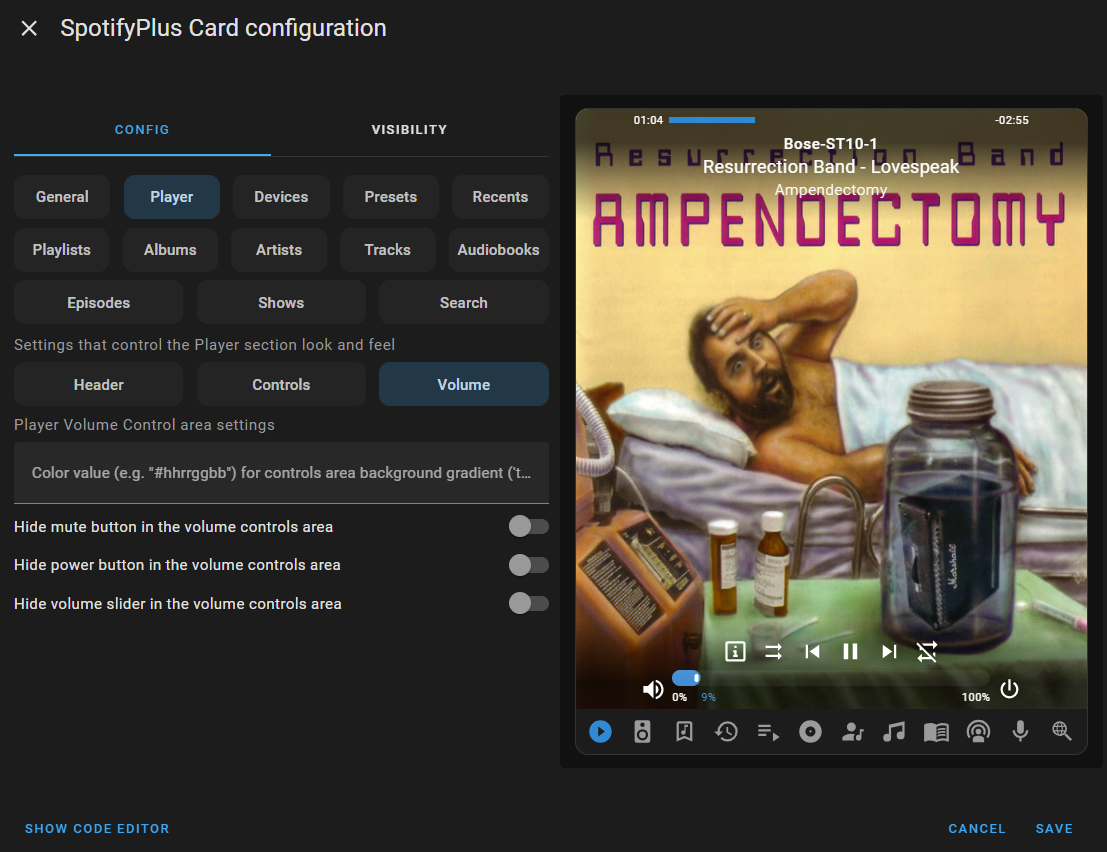 SpotifyPlus Card configuration
CONFIG
VISIBILITY
General
Player
Devices
Presets
Recents
Playlists
Albums
Artists
Tracks
Audiobooks
Episodes
Shows
Search
Settings that control the Player section look and feel
Header
Controls
Volume
Player Volume Control area settings
Color value (e.g. "#hhrrggbb") for controls area background gradient ('t...
Hide mute button in the volume controls area
Hide power button in the volume controls area
Hide volume slider in the volume controls area
01:04
-02:55
Bose-ST10-1
Resurrection Band
Resurrection Band - Lovespeak
Ampendectomy
AMPENDECTOMY
Marshall
0%
9%
100%
SHOW CODE EDITOR
CANCEL
SAVE